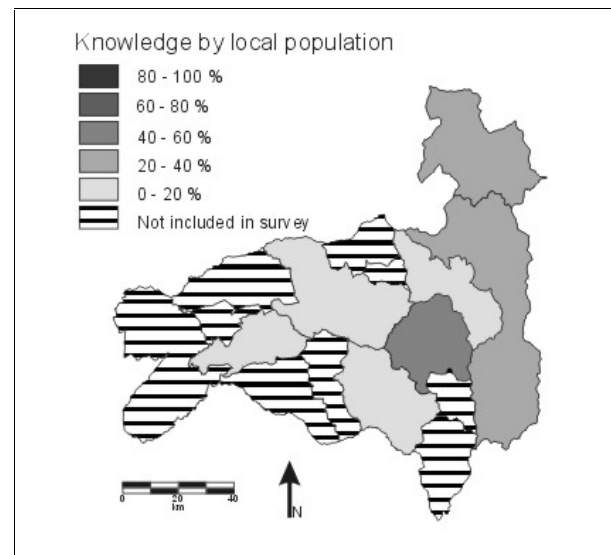 Knowledge by local population
80 - 100 %
60 - 80 %
40 - 60 %
20 - 40 %
0 - 20 %
Not included in survey
0 20 40
km
N